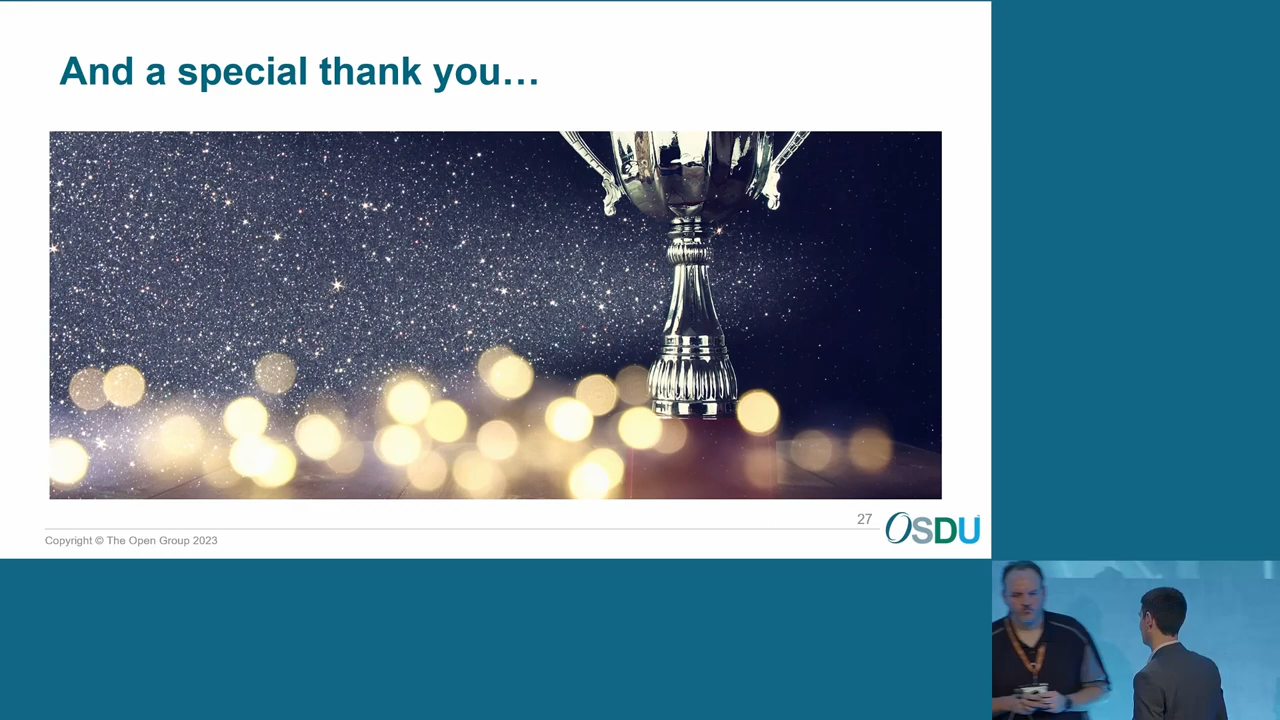 And a special thank you…
27
OSDU
Copyright © The Open Group 2023